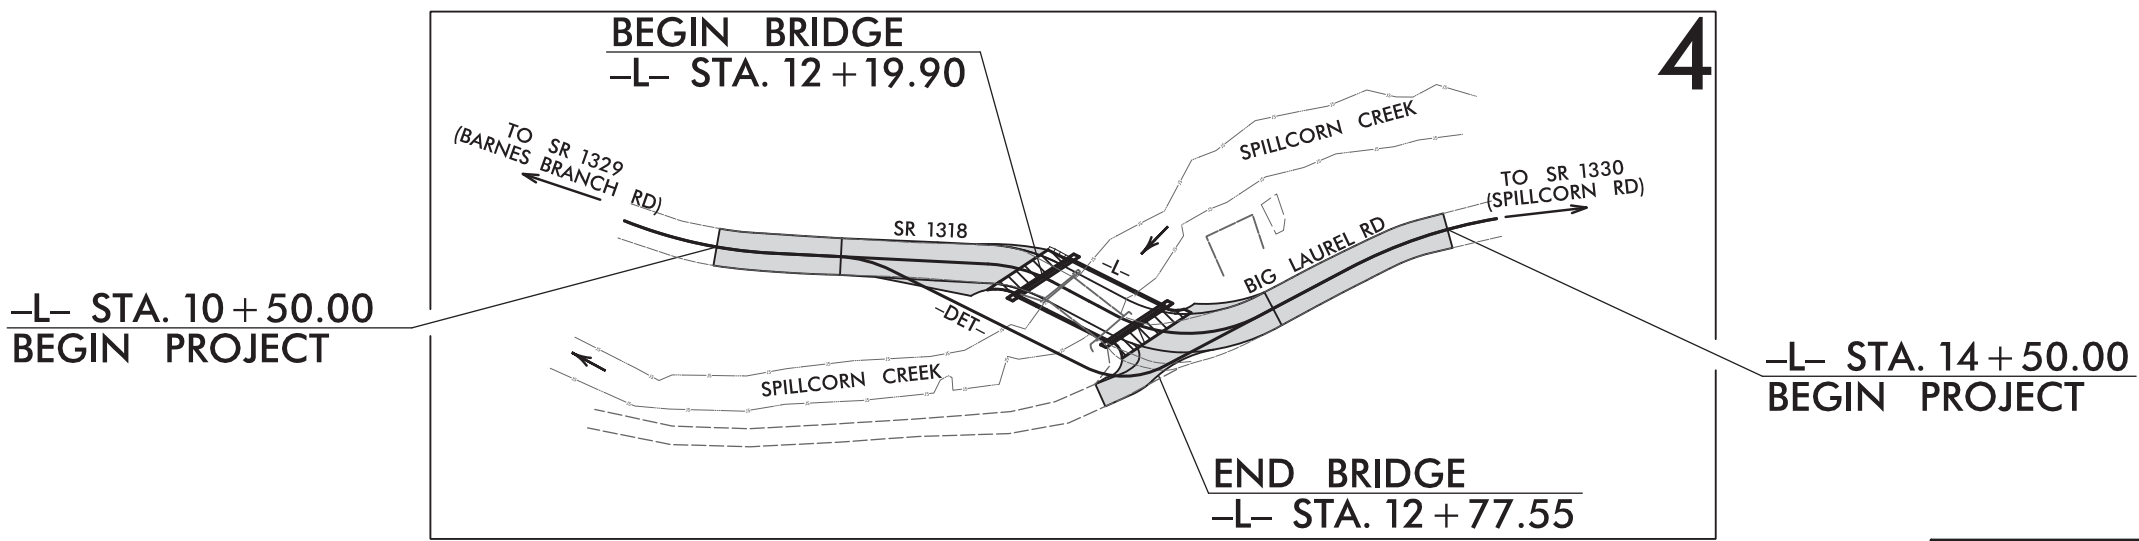 BEGIN BRIDGE
–L– STA. 12+19.90
4
TO SR 1329
(BARNES BRANCH RD)
SPILLCORN CREEK
TO SR 1330
(SPILLCORN RD)
SR 1318
–L–
BIG LAUREL RD
–L– STA. 10+50.00
BEGIN PROJECT
–DET–
SPILLCORN CREEK
–L– STA. 14+50.00
BEGIN PROJECT
END BRIDGE
–L– STA. 12+77.55